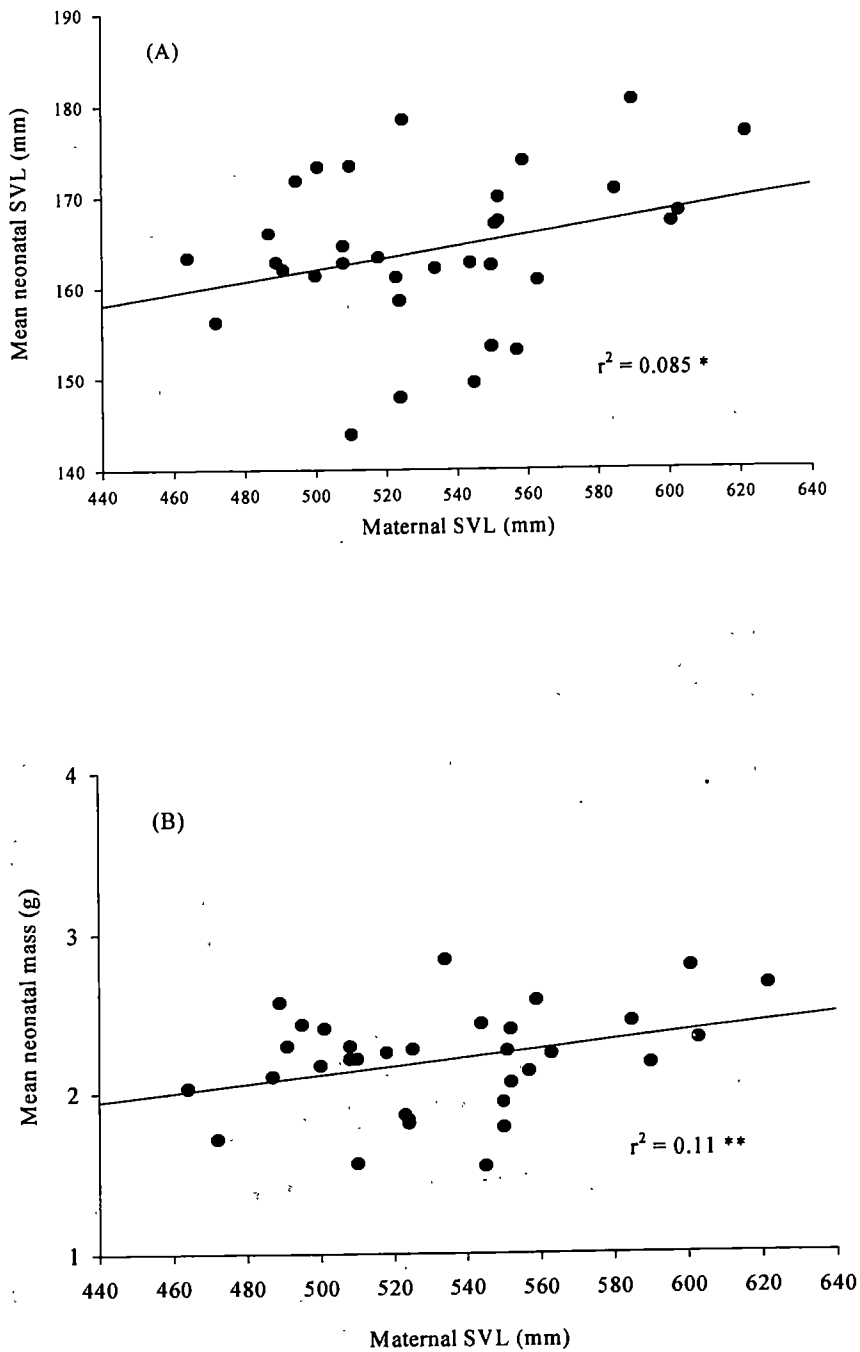 (A)
Mean neonatal SVL (mm)
190
180
170
160
150
140
r² = 0.085 *
440 460 480 500 520 540 560 580 600 620 640
Maternal SVL (mm)
(B)
Mean neonatal mass (g)
4
3
2
1
r² = 0.11 **
440 460 480 500 520 540 560 580 600 620 640
Maternal SVL (mm)